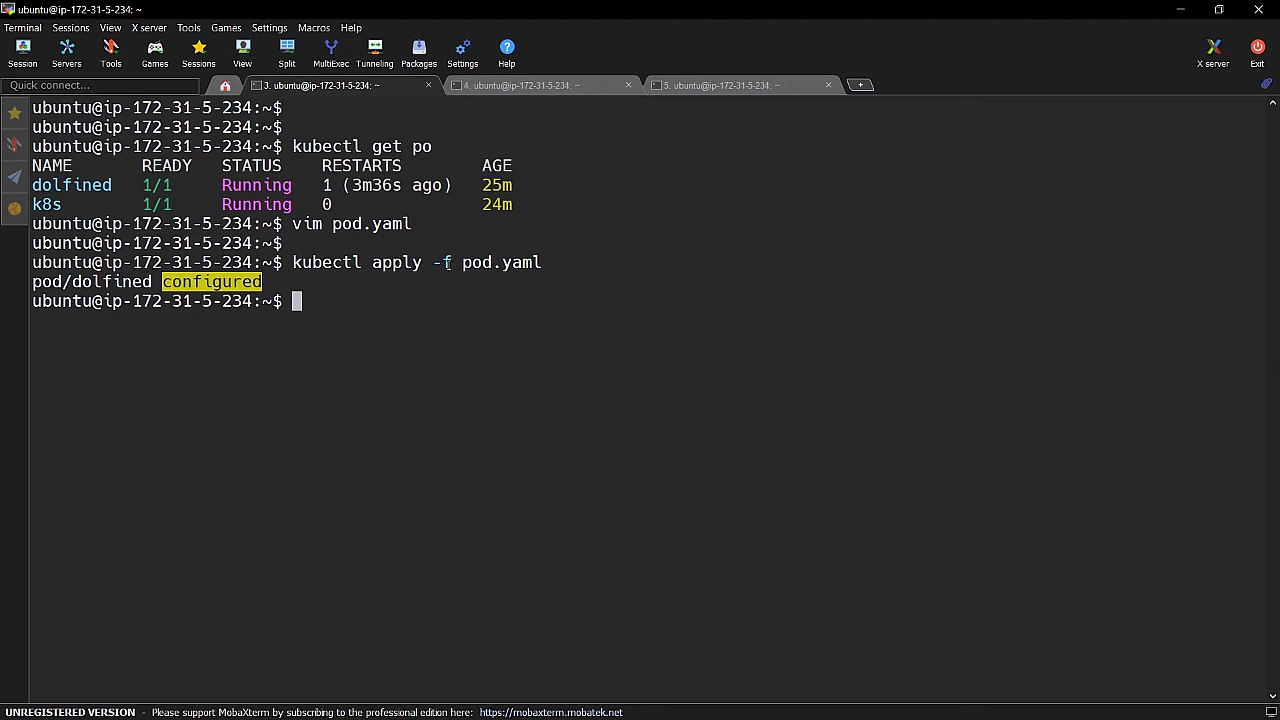 ubuntu@ip-172-31-5-234: ~
Terminal Sessions View X server Tools Games Settings Macros Help
Session Servers Tools Games Sessions View Split MultiExec Tunneling Packages Settings Help X server Exit
Quick connect... 3. ubuntu@ip-172-31-5-234: ~ 4. ubuntu@ip-172-31-5-234: ~ 5. ubuntu@ip-172-31-5-234: ~
ubuntu@ip-172-31-5-234:~$
ubuntu@ip-172-31-5-234:~$
ubuntu@ip-172-31-5-234:~$ kubectl get po
NAME READY STATUS RESTARTS AGE
dolfined 1/1 Running 1 (3m36s ago) 25m
k8s 1/1 Running 0 24m
ubuntu@ip-172-31-5-234:~$ vim pod.yaml
ubuntu@ip-172-31-5-234:~$
ubuntu@ip-172-31-5-234:~$ kubectl apply -f pod.yaml
pod/dolfined configured
ubuntu@ip-172-31-5-234:~$
UNREGISTERED VERSION - Please support MobaXterm by subscribing to the professional edition here: https://mobaxterm.mobatek.net